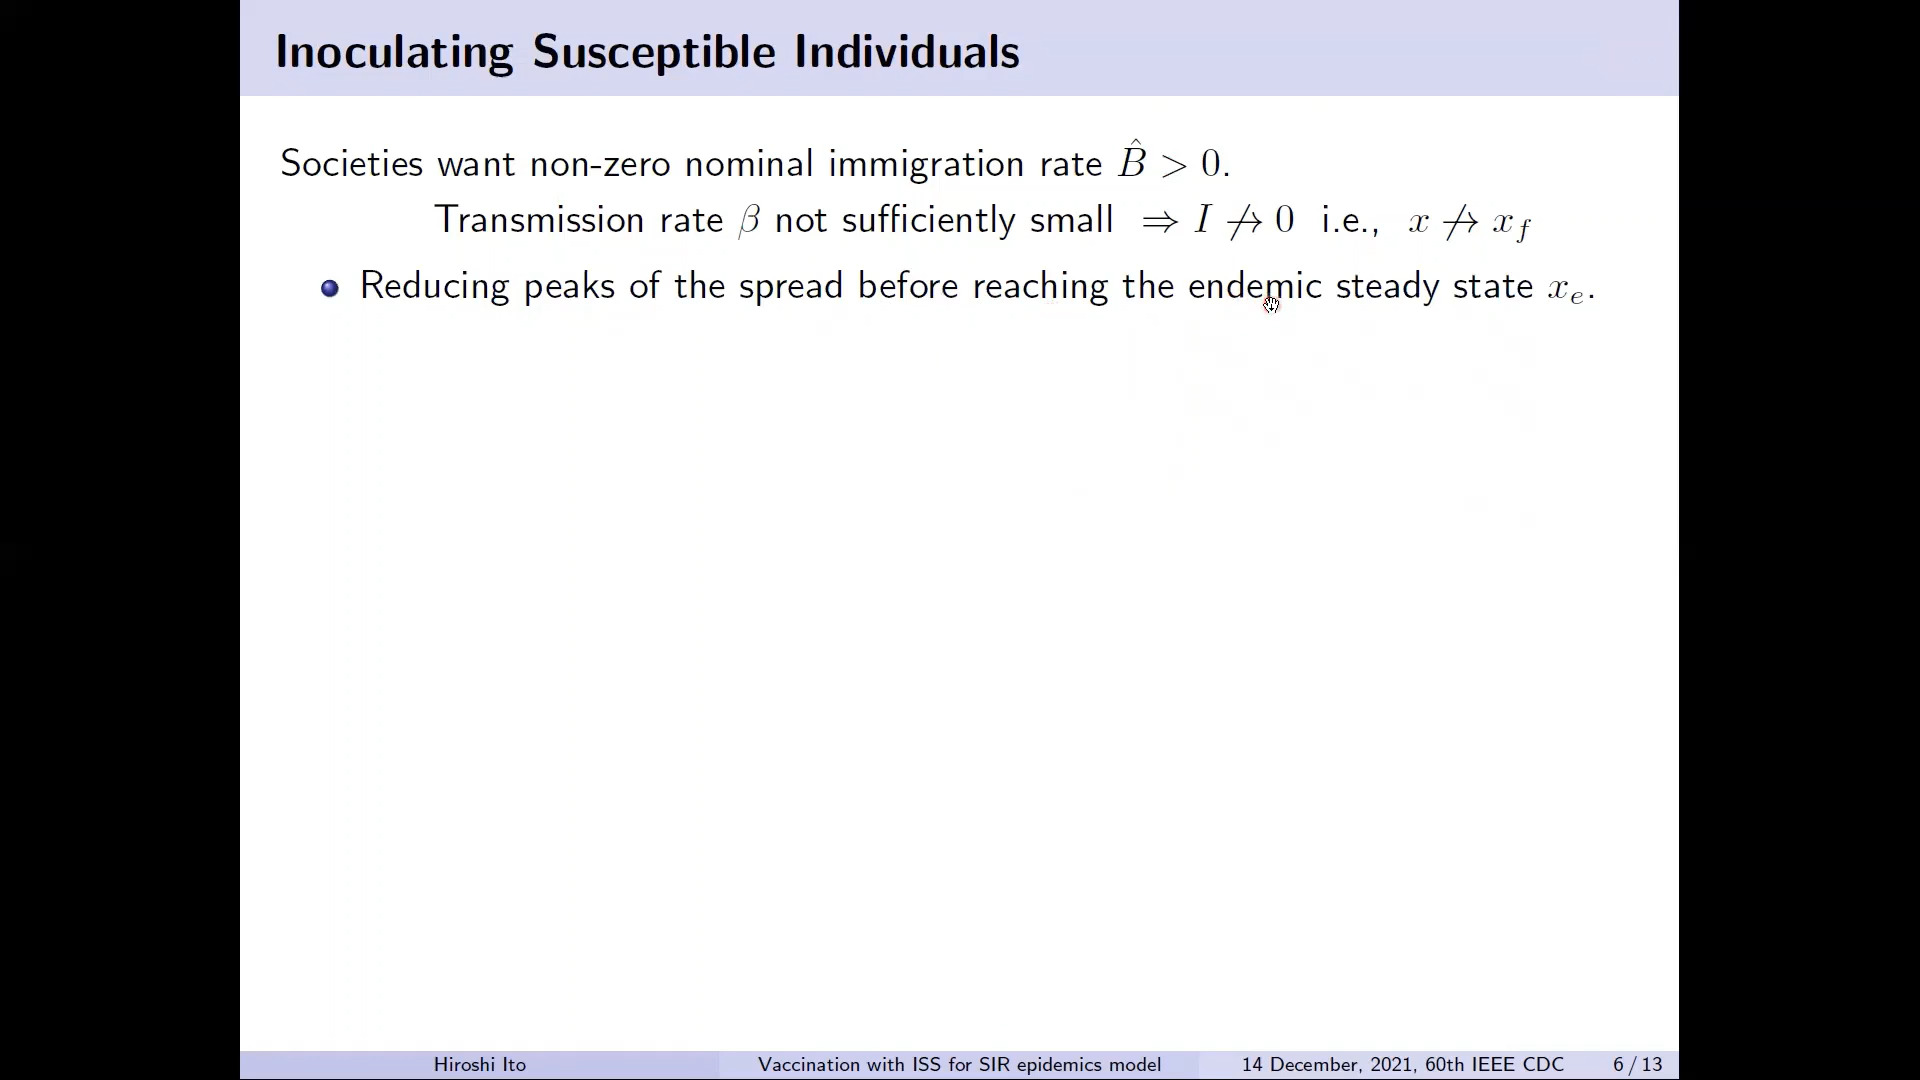 Inoculating Susceptible Individuals
Societies want non-zero nominal immigration rate B̂ > 0.
Transmission rate β not sufficiently small ⇒ I ↛ 0 i.e., x ↛ x_f
Reducing peaks of the spread before reaching the endemic steady state x_e.
Hiroshi Ito
Vaccination with ISS for SIR epidemics model
14 December, 2021, 60th IEEE CDC
6 / 13